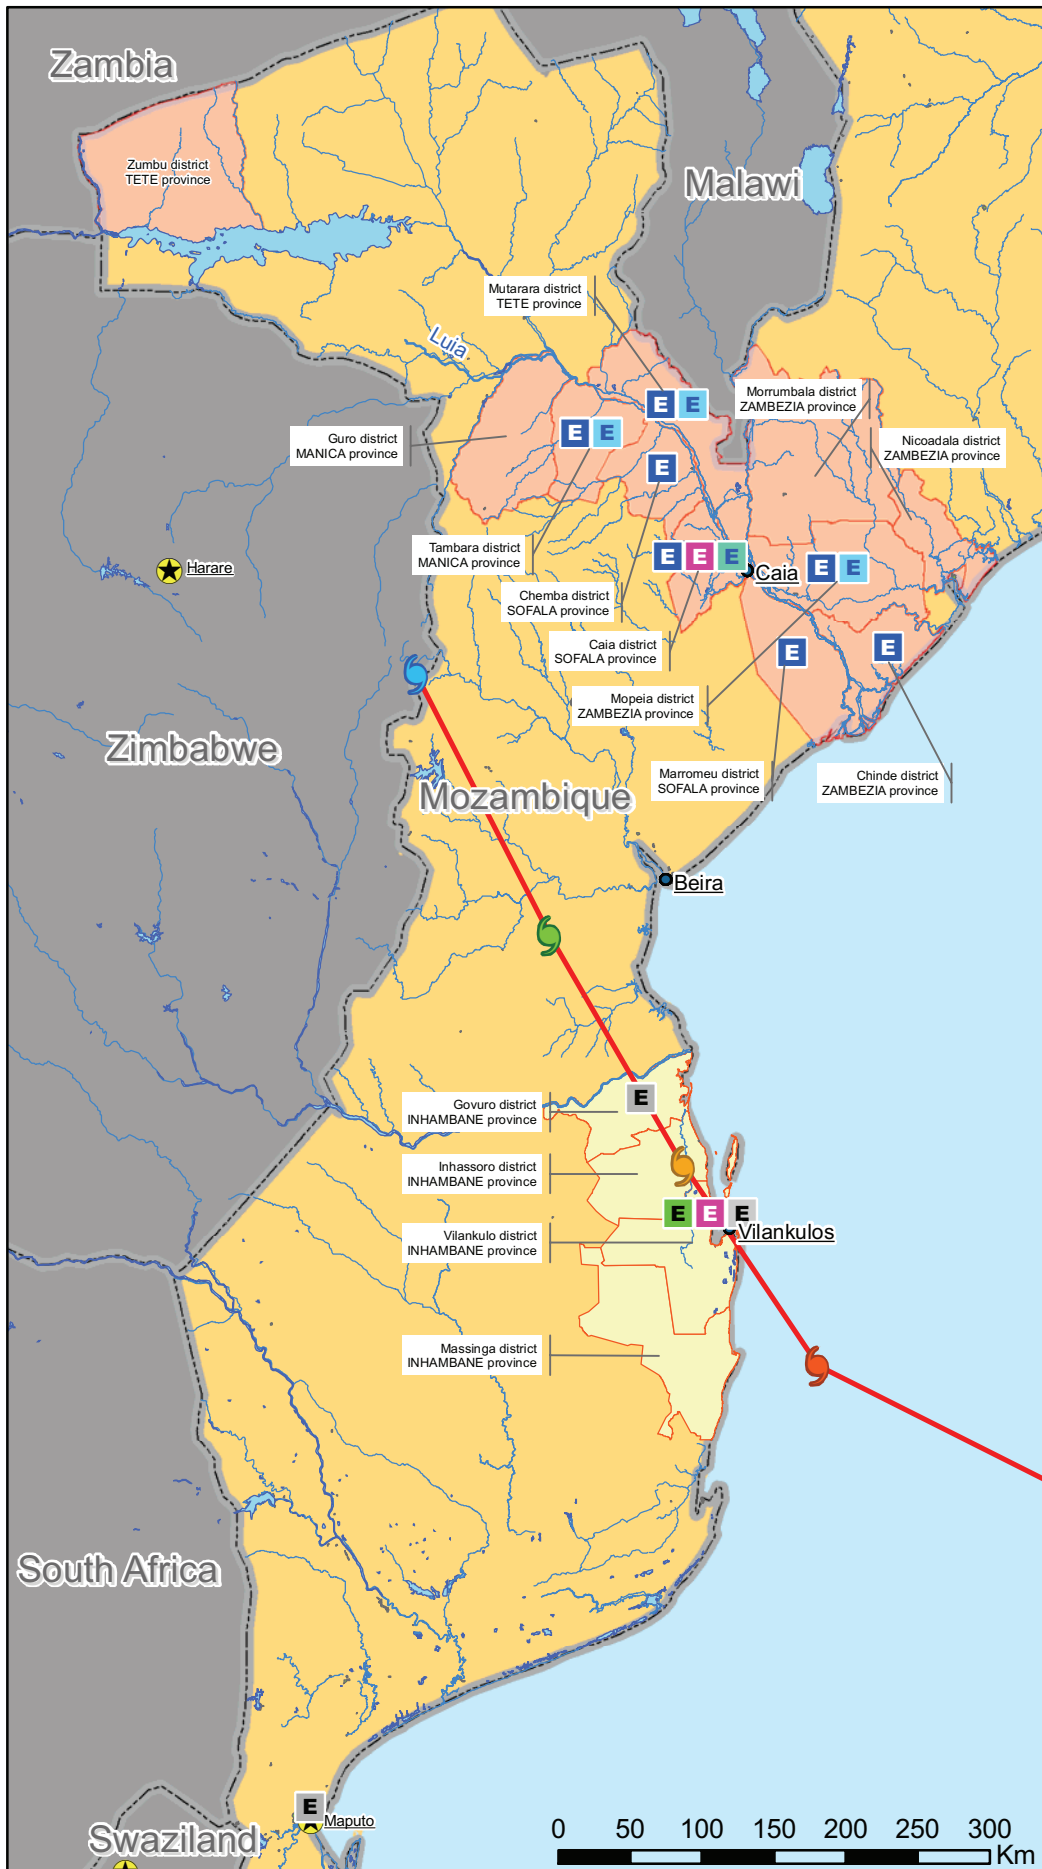 Zambia
Zumbu district
TETE province
Malawi
Mutarara district
TETE province
Luia
E E
Morrumbala district
ZAMBEZIA province
Guro district
MANICA province
E E
Nicoadala district
ZAMBEZIA province
E
Tambara district
MANICA province
E E E
Caia
E E
Harare
Chemba district
SOFALA province
Caia district
SOFALA province
E
E
Mopeia district
ZAMBEZIA province
Zimbabwe
Marromeu district
SOFALA province
Chinde district
ZAMBEZIA province
Mozambique
Beira
Govuro district
INHAMBANE province
E
Inhassoro district
INHAMBANE province
E E E
Vilankulo district
INHAMBANE province
Vilankulos
Massinga district
INHAMBANE province
South Africa
E
Maputo
Swaziland
0 50 100 150 200 250 300
Km